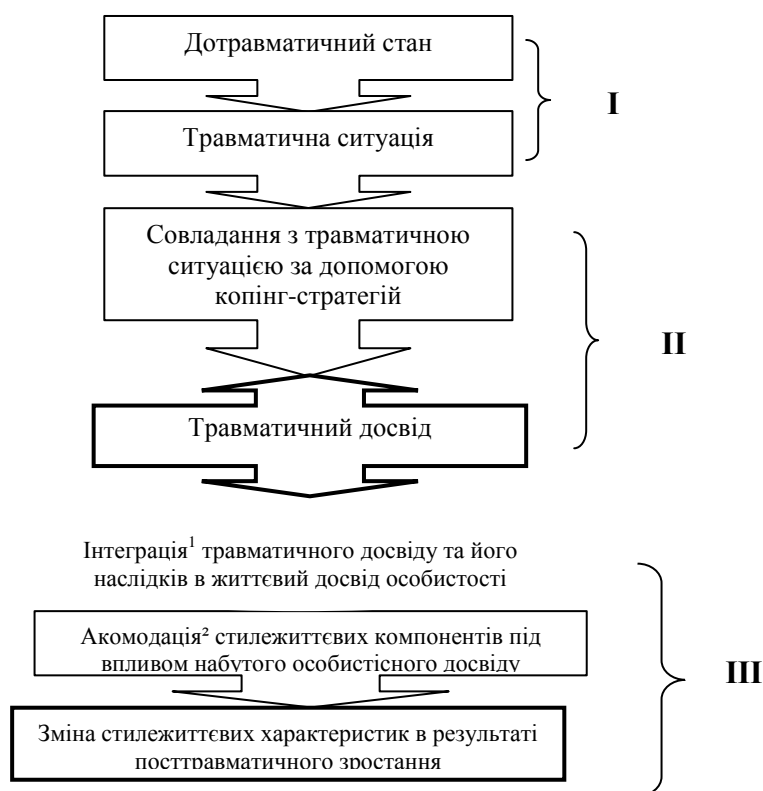 Дотравматичний стан
I
Травматична ситуація
Совладання з травматичною
ситуацією за допомогою
копінг-стратегій
II
Травматичний досвід
Інтеграція¹ травматичного досвіду та його
наслідків в життєвий досвід особистості
Акомодація² стилежиттєвих компонентів під
впливом набутого особистісного досвіду
III
Зміна стилежиттєвих характеристик в результаті
посттравматичного зростання